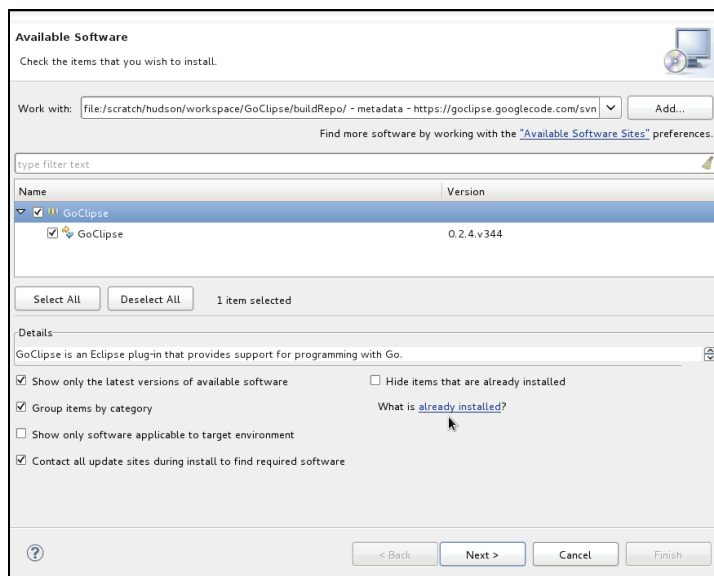 Available Software
Check the items that you wish to install.
Work with: file:/scratch/hudson/workspace/GoClipse/buildRepo/ - metadata - https://goclipse.googlecode.com/svn Add...
Find more software by working with the "Available Software Sites" preferences.
type filter text
Name Version
GoClipse
GoClipse 0.2.4.v344
Select All Deselect All 1 item selected
Details
GoClipse is an Eclipse plug-in that provides support for programming with Go.
Show only the latest versions of available software Hide items that are already installed
Group items by category What is already installed?
Show only software applicable to target environment
Contact all update sites during install to find required software
? < Back Next > Cancel Finish